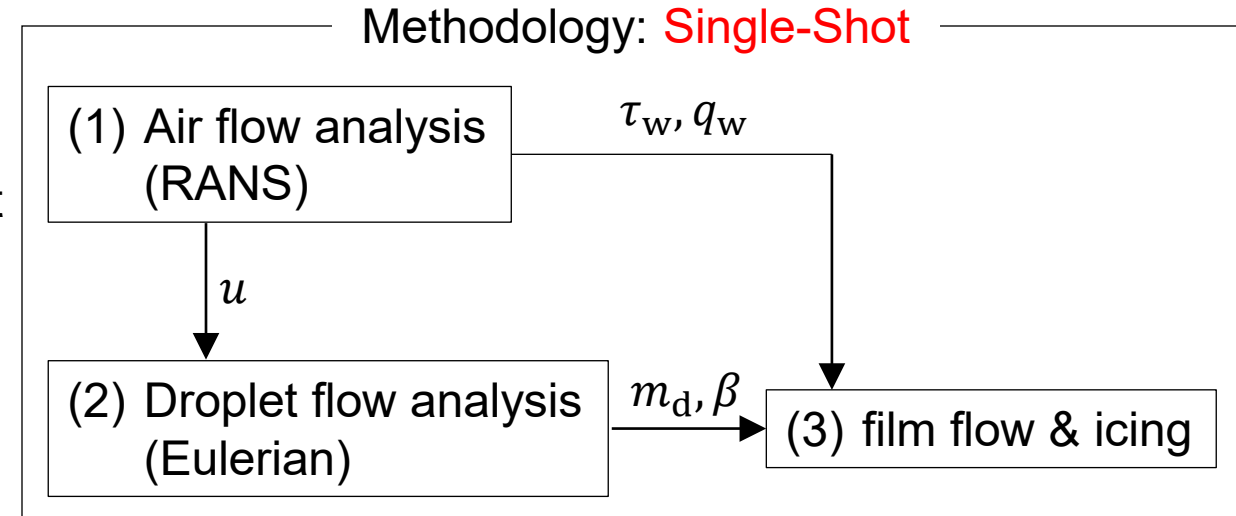 Methodology: Single-Shot
(1) Air flow analysis
(RANS)
τw, qw
u
(2) Droplet flow analysis
(Eulerian)
md, β
(3) film flow & icing